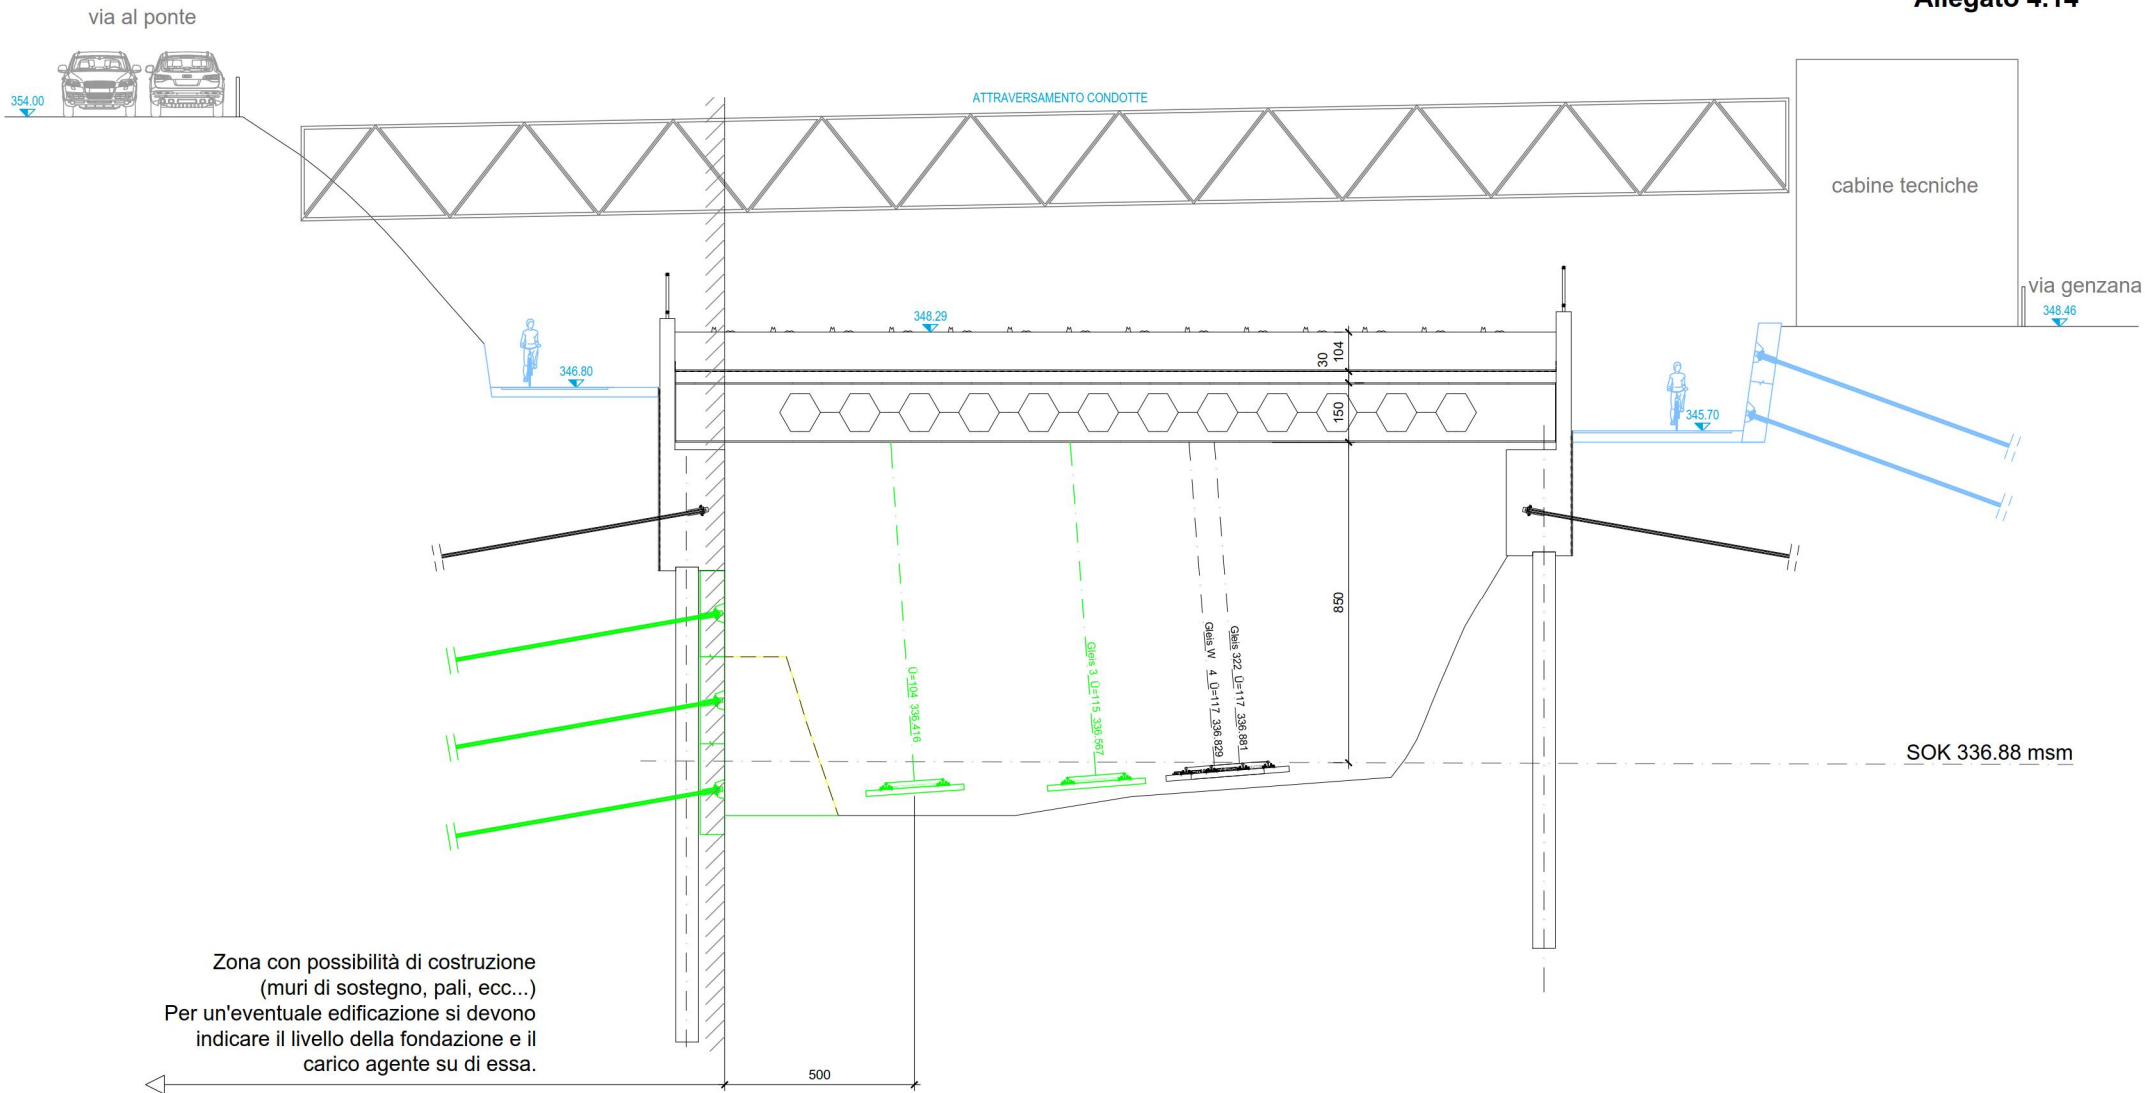 Allegato 4.14
via al ponte
354.00
ATTRAVERSAMENTO CONDOTTE
cabine tecniche
via genzana
348.46
348.29
346.80
345.70
30
104
150
850
Ü=104 336.416
Gleis 3 Ü=115 336.567
Gleis W 4 Ü=117 336.829
Gleis 322 Ü=117 336.881
SOK 336.88 msm
Zona con possibilità di costruzione
(muri di sostegno, pali, ecc...)
Per un'eventuale edificazione si devono
indicare il livello della fondazione e il
carico agente su di essa.
500